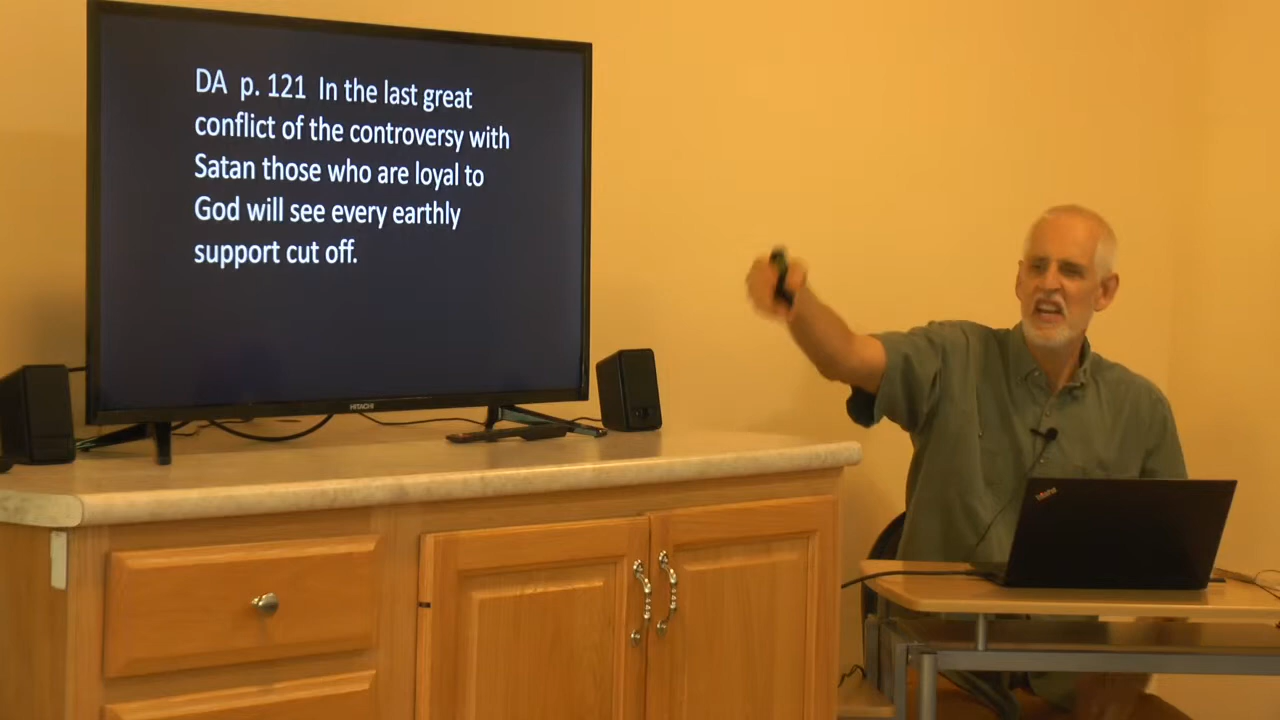 DA p. 121 In the last great
conflict of the controversy with
Satan those who are loyal to
God will see every earthly
support cut off.
HITACHI
ThinkPad